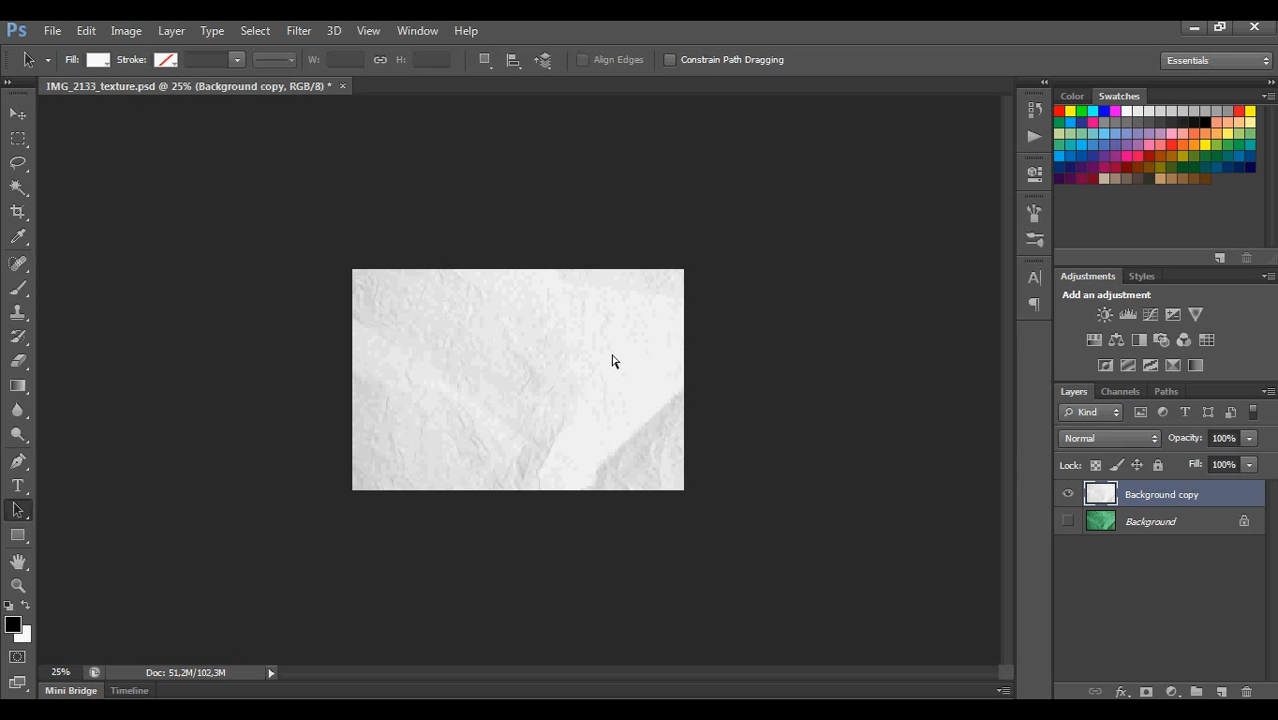 Ps File Edit Image Layer Type Select Filter 3D View Window Help
Fill: Stroke: W: H: Align Edges Constrain Path Dragging Essentials
IMG_2133_texture.psd @ 25% (Background copy, RGB/8) * ×
Color Swatches
Adjustments Styles
Add an adjustment
Layers Channels Paths
Kind
Normal Opacity: 100%
Lock: Fill: 100%
Background copy
Background
25% Doc: 51,2M/102,3M
Mini Bridge Timeline